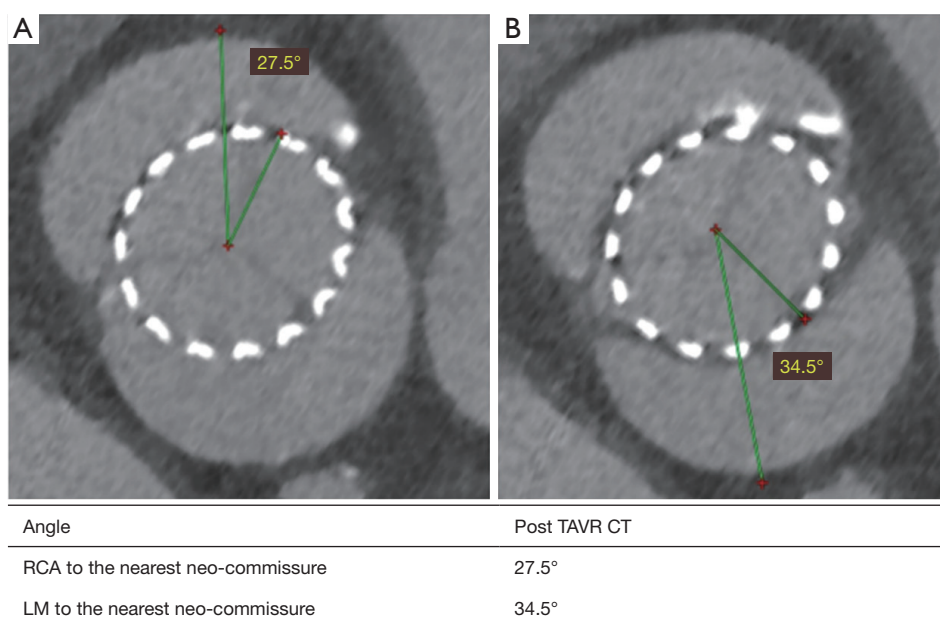 A
B
27.5°
34.5°
Angle Post TAVR CT
RCA to the nearest neo-commissure 27.5°
LM to the nearest neo-commissure 34.5°